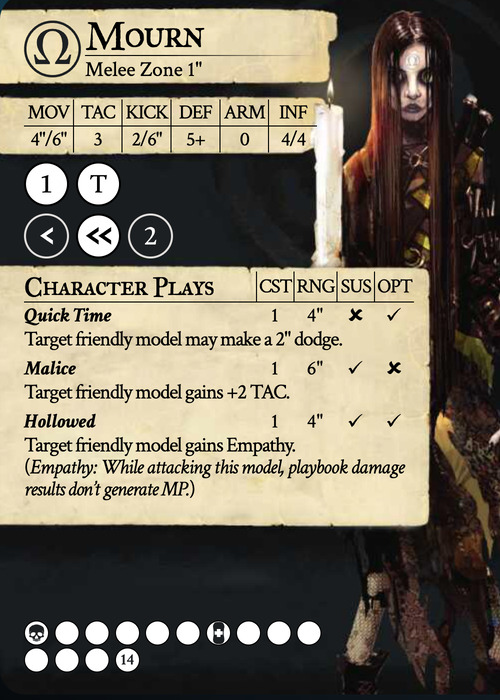 Ω MOURN
Melee Zone 1"
MOV TAC KICK DEF ARM INF
4"/6" 3 2/6" 5+ 0 4/4
1 T
< << 2
CHARACTER PLAYS CST RNG SUS OPT
Quick Time 1 4" ✘ ✓
Target friendly model may make a 2" dodge.
Malice 1 6" ✓ ✘
Target friendly model gains +2 TAC.
Hollowed 1 4" ✓ ✓
Target friendly model gains Empathy.
(Empathy: While attacking this model, playbook damage
results don't generate MP.)
14